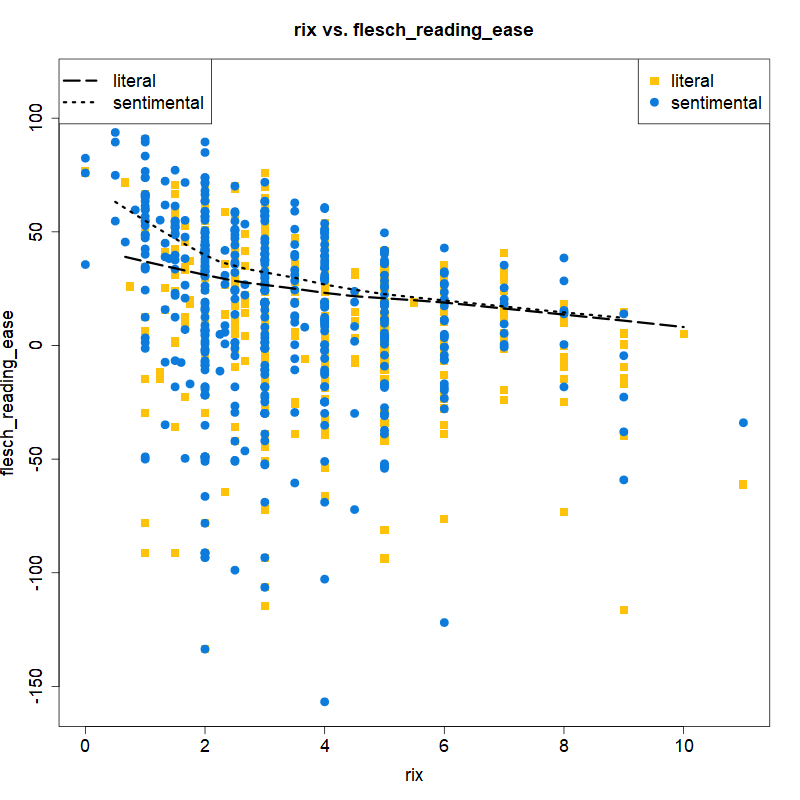 rix vs. flesch_reading_ease
literal
sentimental
literal
sentimental
flesch_reading_ease
100
50
0
-50
-100
-150
0 2 4 6 8 10
rix